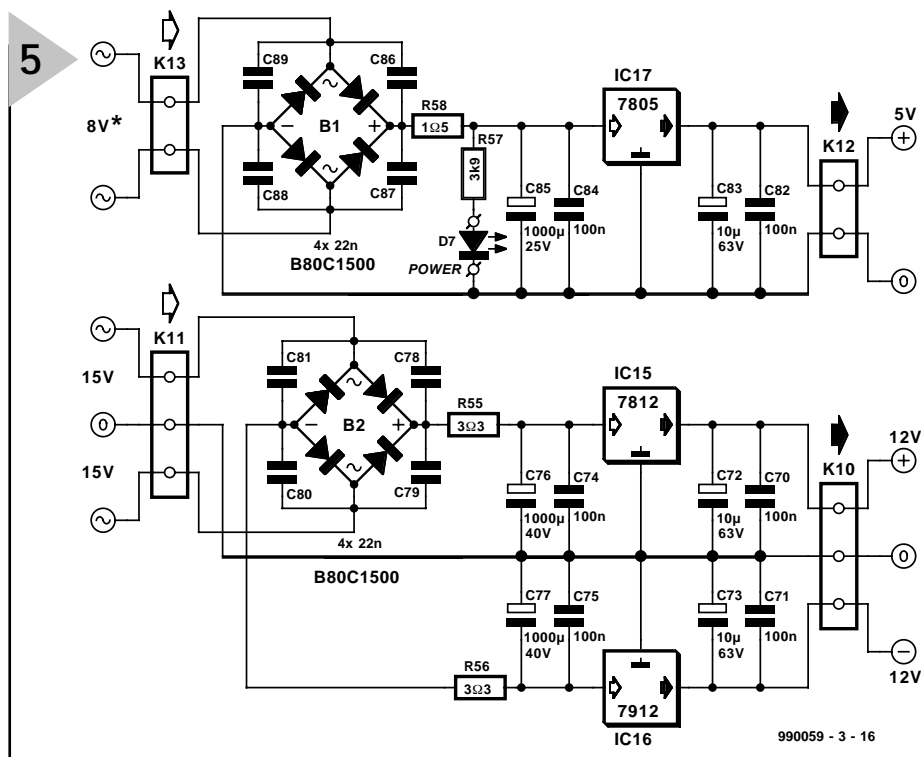 5
K13
8V*
C89
C86
B1
−
+
C88
C87
4x 22n
B80C1500
R58
1Ω5
R57
3k9
D7
POWER
C85
1000µ
25V
C84
100n
IC17
7805
C83
10µ
63V
C82
100n
K12
5V
+
0
K11
15V
0
15V
C81
C78
B2
−
+
C80
C79
4x 22n
B80C1500
R55
3Ω3
C76
1000µ
40V
C74
100n
IC15
7812
C72
10µ
63V
C70
100n
K10
12V
+
0
−
12V
C77
1000µ
40V
C75
100n
R56
3Ω3
7912
IC16
C73
10µ
63V
C71
100n
990059 - 3 - 16